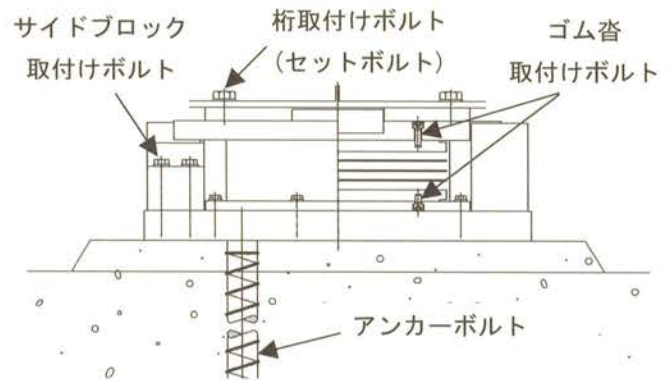 サイドブロック
取付けボルト
桁取付けボルト
(セットボルト)
ゴム沓
取付けボルト
アンカーボルト